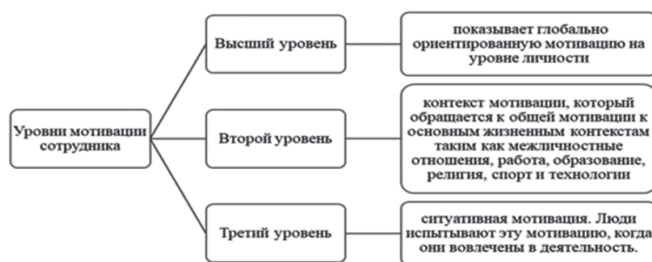 Уровни мотивации
сотрудника
Высший уровень
показывает глобально
ориентированную мотивацию на
уровне личности
Второй уровень
контекст мотивации, который
обращается к общей мотивации к
основным жизненным контекстам
таким как межличностные
отношения, работа, образование,
религия, спорт и технологии
Третий уровень
ситуативная мотивация. Люди
испытывают эту мотивацию, когда
они вовлечены в деятельность.